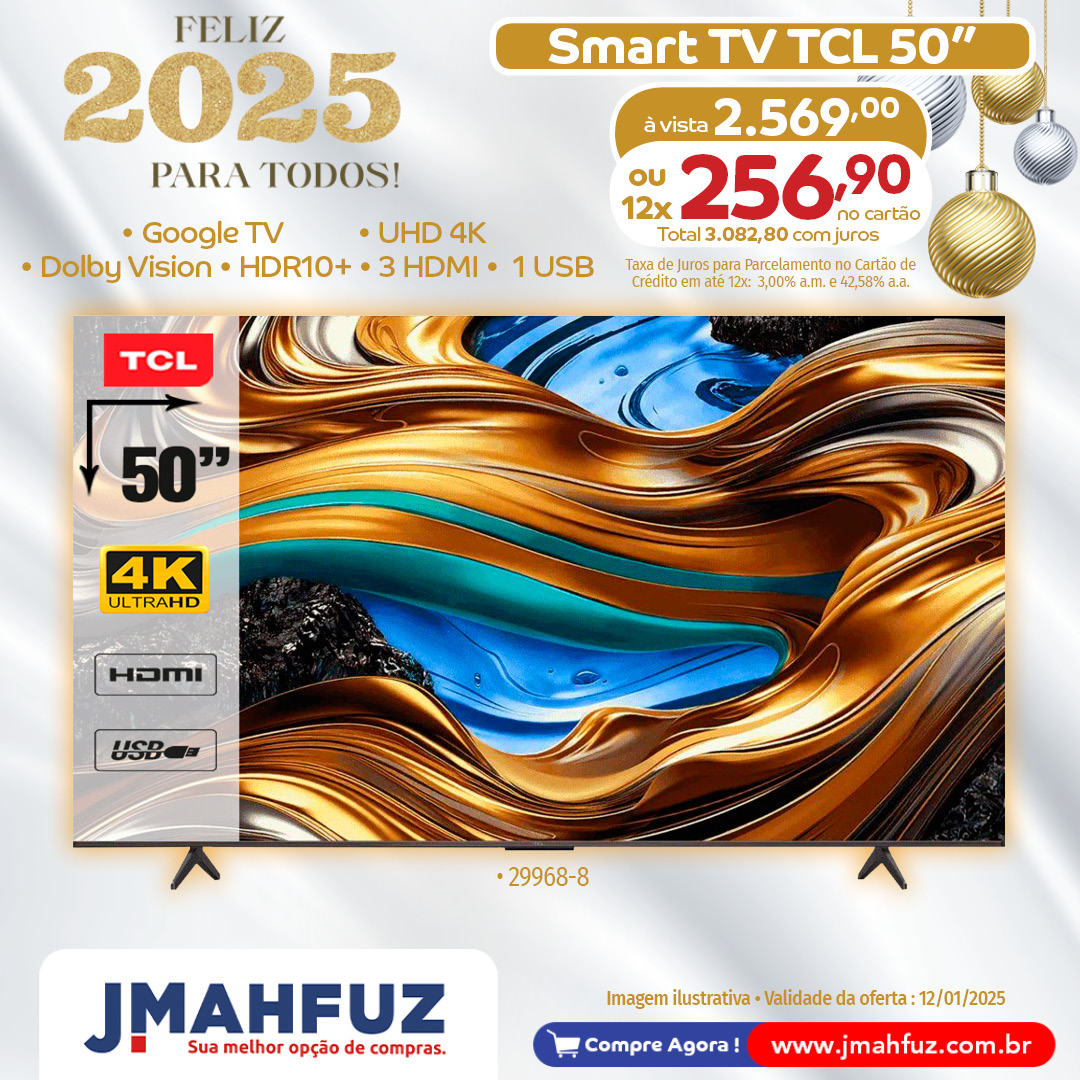 FELIZ
2025
PARA TODOS!
Smart TV TCL 50”
à vista 2.569,00
ou 12x 256,90 no cartão
Total 3.082,80 com juros
Taxa de Juros para Parcelamento no Cartão de
Crédito em até 12x: 3,00% a.m. e 42,58% a.a.
• Google TV • UHD 4K
• Dolby Vision • HDR10+ • 3 HDMI • 1 USB
TCL
50”
4K
ULTRAHD
HDMI
USB
• 29968-8
JMAHFUZ
Sua melhor opção de compras.
Imagem ilustrativa • Validade da oferta : 12/01/2025
Compre Agora ! www.jmahfuz.com.br